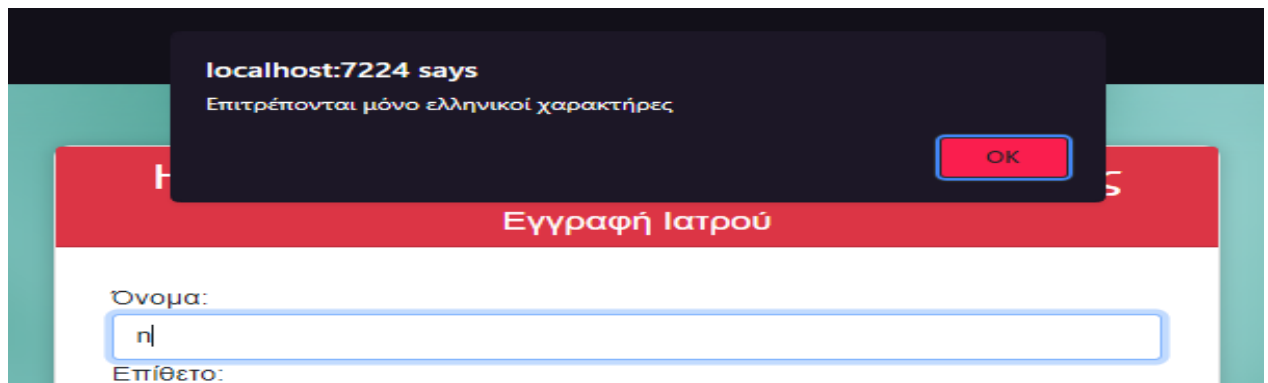 localhost:7224 says
Επιτρέπονται μόνο ελληνικοί χαρακτήρες
OK
Εγγραφή Ιατρού
Όνομα:
n
Επίθετο: